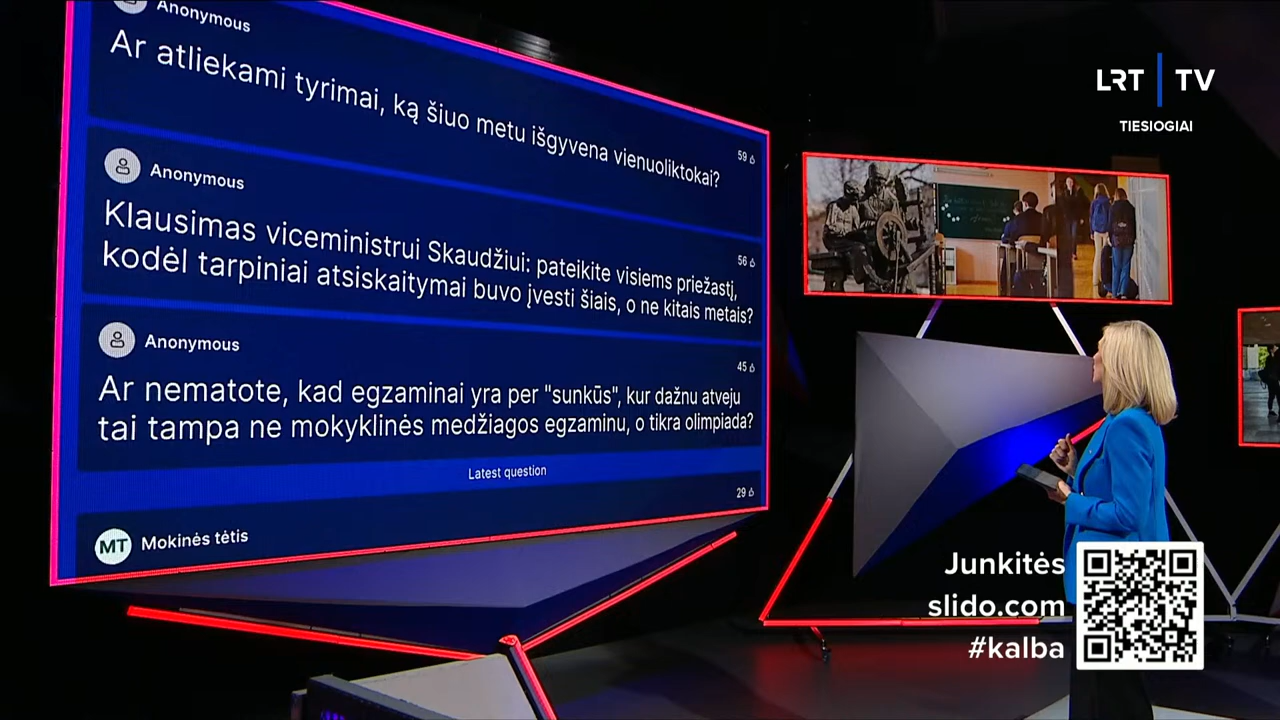 Anonymous
Ar atliekami tyrimai, ką šiuo metu išgyvena vienuoliktokai?
59
Anonymous
56
Klausimas viceministrui Skaudžiui: pateikite visiems priežastį,
kodėl tarpiniai atsiskaitymai buvo įvesti šiais, o ne kitais metais?
Anonymous
45
Ar nematote, kad egzaminai yra per "sunkūs", kur dažnu atveju
tai tampa ne mokyklinės medžiagos egzaminu, o tikra olimpiada?
Latest question
29
MT Mokinės tėtis
LRT | TV
TIESIOGIAI
Junkitės
slido.com
#kalba